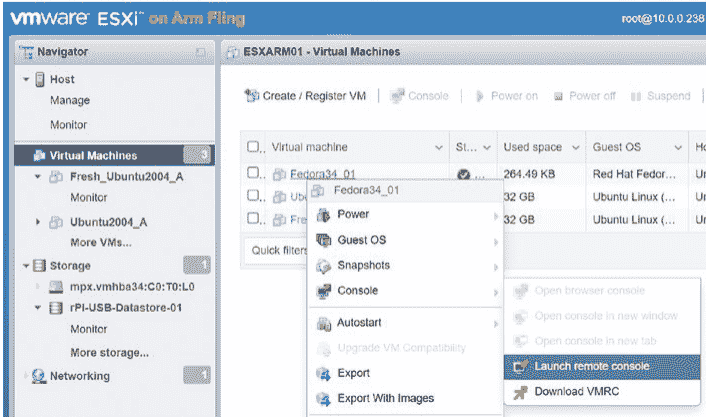 vmware ESXi on Arm Fling
root@10.0.0.238
Navigator
ESXARM01 - Virtual Machines
Host
Manage
Monitor
Create / Register VM
Console
Power on
Power off
Suspend
Virtual Machines
3
Virtual machine
St...
Used space
Guest OS
Fresh_Ubuntu2004_A
Fedora34_01
...
264.49 KB
Red Hat Fedor...
Monitor
Fedora34_01
32 GB
Ubuntu Linux (...
Ubuntu2004_A
Power
32 GB
Ubuntu Linux (...
More VMs...
Guest OS
Quick filters
Storage
1
Snapshots
mpx.vmhba34:C0:T0:L0
Console
Open browser console
rPI-USB-Datastore-01
Open console in new window
Monitor
Autostart
Open console in new tab
More storage...
Upgrade VM Compatibility
Launch remote console
Networking
1
Export
Download VMRC
Export With Images